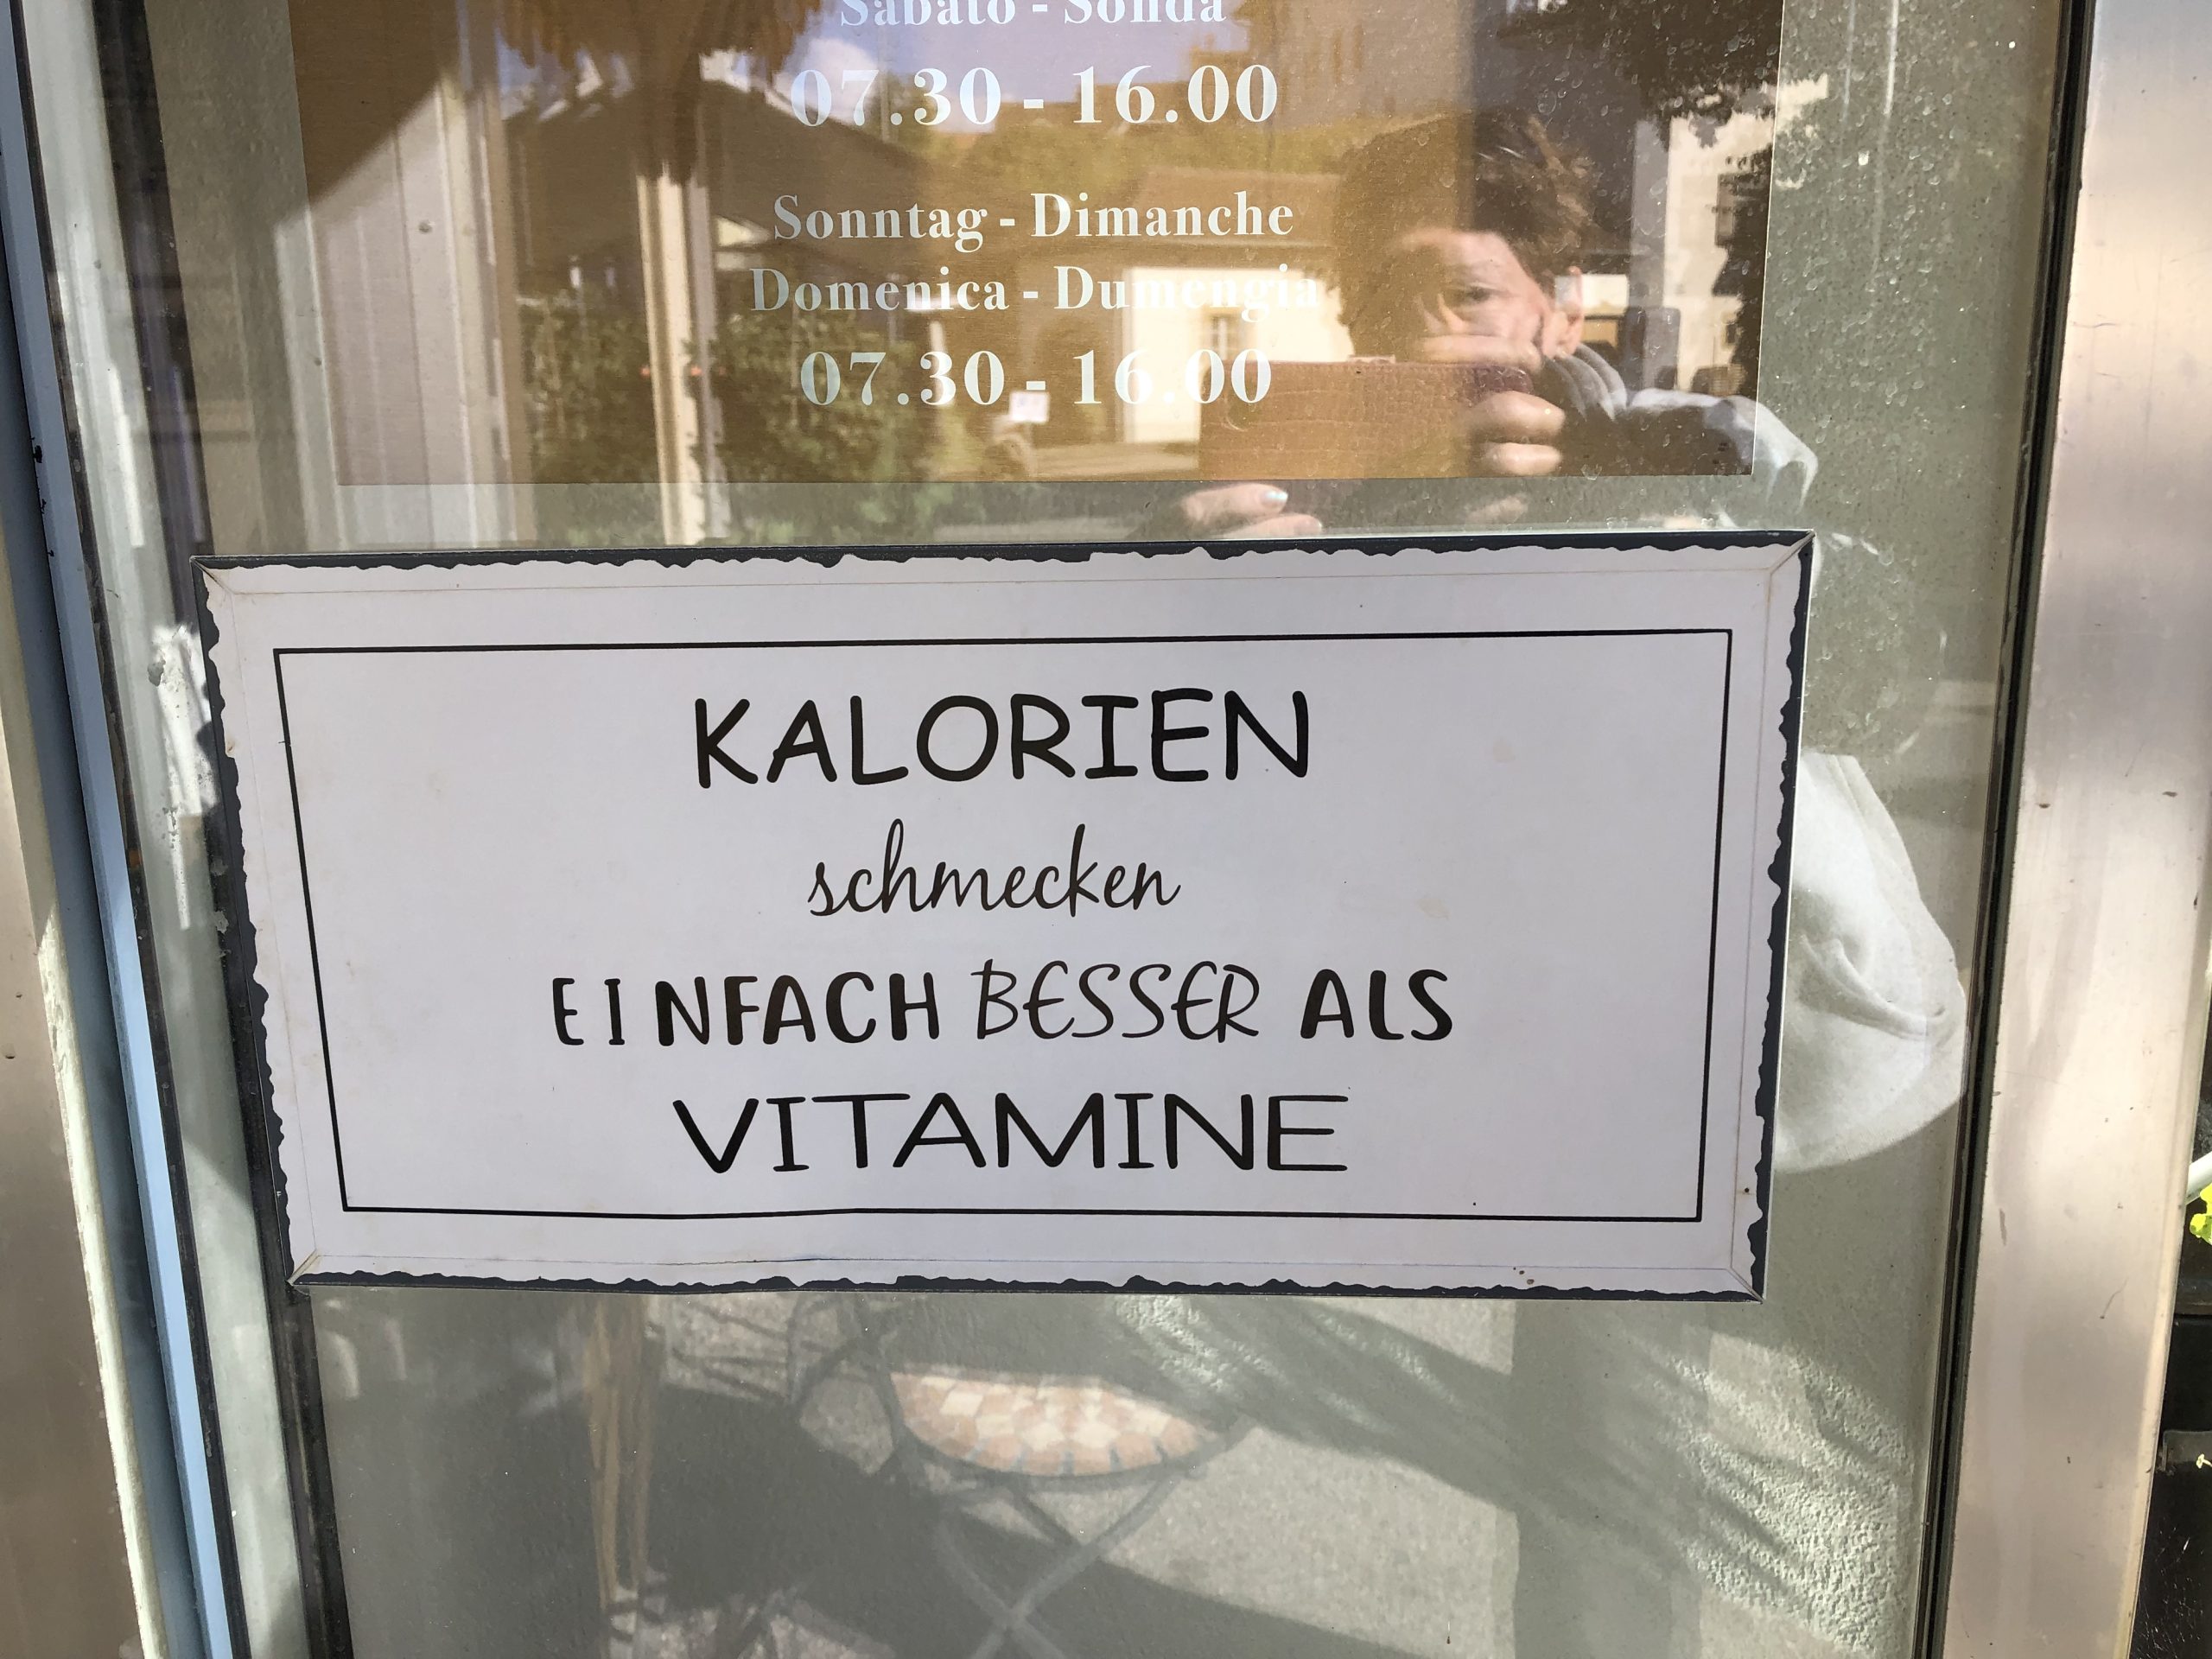 Sabato - Sonda
07.30 - 16.00
Sonntag - Dimanche
Domenica - Dumengia
07.30 - 16.00
KALORIEN
schmecken
EINFACH BESSER ALS
VITAMINE